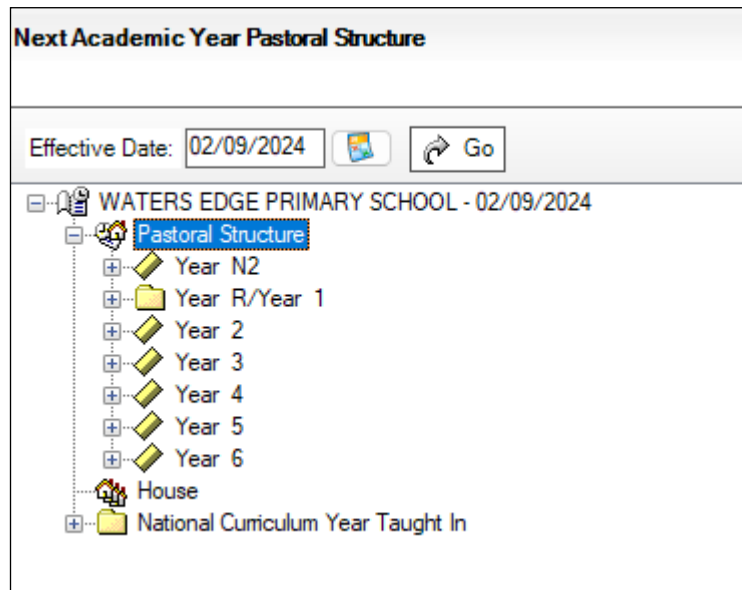 Next Academic Year Pastoral Structure
Effective Date: 02/09/2024 Go
WATERS EDGE PRIMARY SCHOOL - 02/09/2024
Pastoral Structure
Year N2
Year R/Year 1
Year 2
Year 3
Year 4
Year 5
Year 6
House
National Curriculum Year Taught In